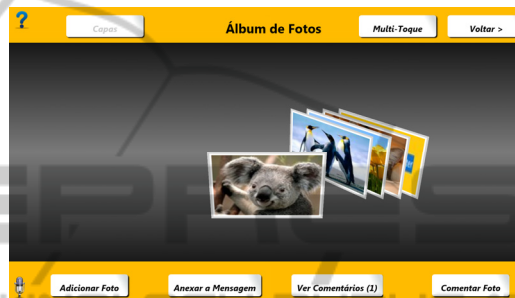 ?
Capas
Álbum de Fotos
Multi-Toque
Voltar >
Adicionar Foto
Anexar a Mensagem
Ver Comentários (1)
Comentar Foto